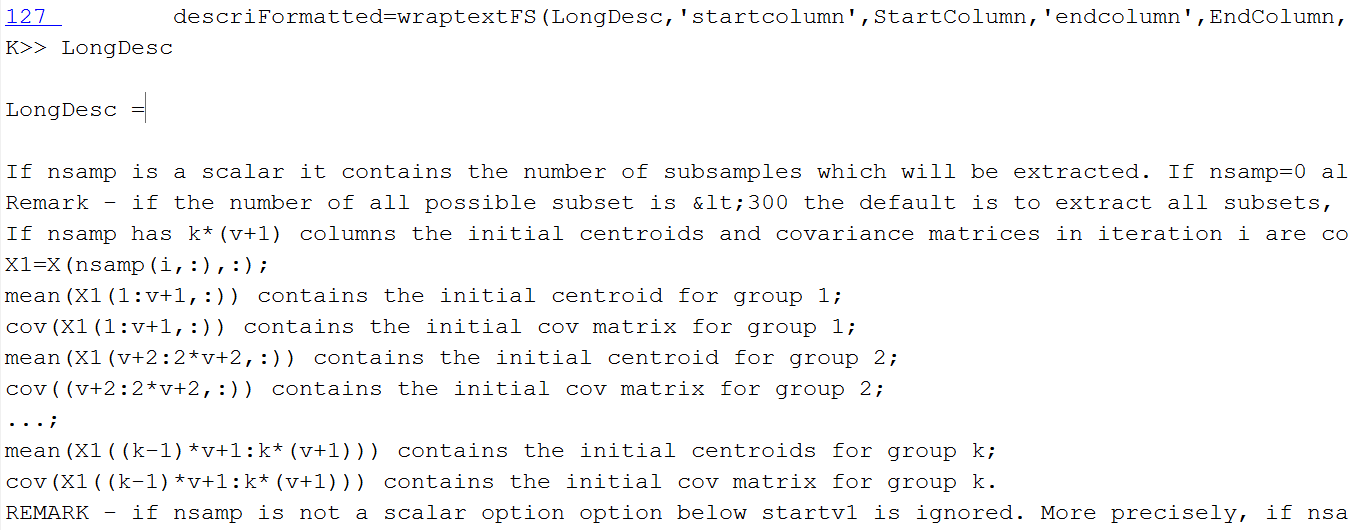 127 descriFormatted=wraptextFS(LongDesc,'startcolumn',StartColumn,'endcolumn',EndColumn,
K>> LongDesc
LongDesc =
If nsamp is a scalar it contains the number of subsamples which will be extracted. If nsamp=0 al
Remark - if the number of all possible subset is &lt;300 the default is to extract all subsets,
If nsamp has k*(v+1) columns the initial centroids and covariance matrices in iteration i are co
X1=X(nsamp(i,:),:);
mean(X1(1:v+1,:)) contains the initial centroid for group 1;
cov(X1(1:v+1,:)) contains the initial cov matrix for group 1;
mean(X1(v+2:2*v+2,:)) contains the initial centroid for group 2;
cov((v+2:2*v+2,:)) contains the initial cov matrix for group 2;
...;
mean(X1((k-1)*v+1:k*(v+1))) contains the initial centroids for group k;
cov(X1((k-1)*v+1:k*(v+1))) contains the initial cov matrix for group k.
REMARK - if nsamp is not a scalar option option below startv1 is ignored. More precisely, if nsa